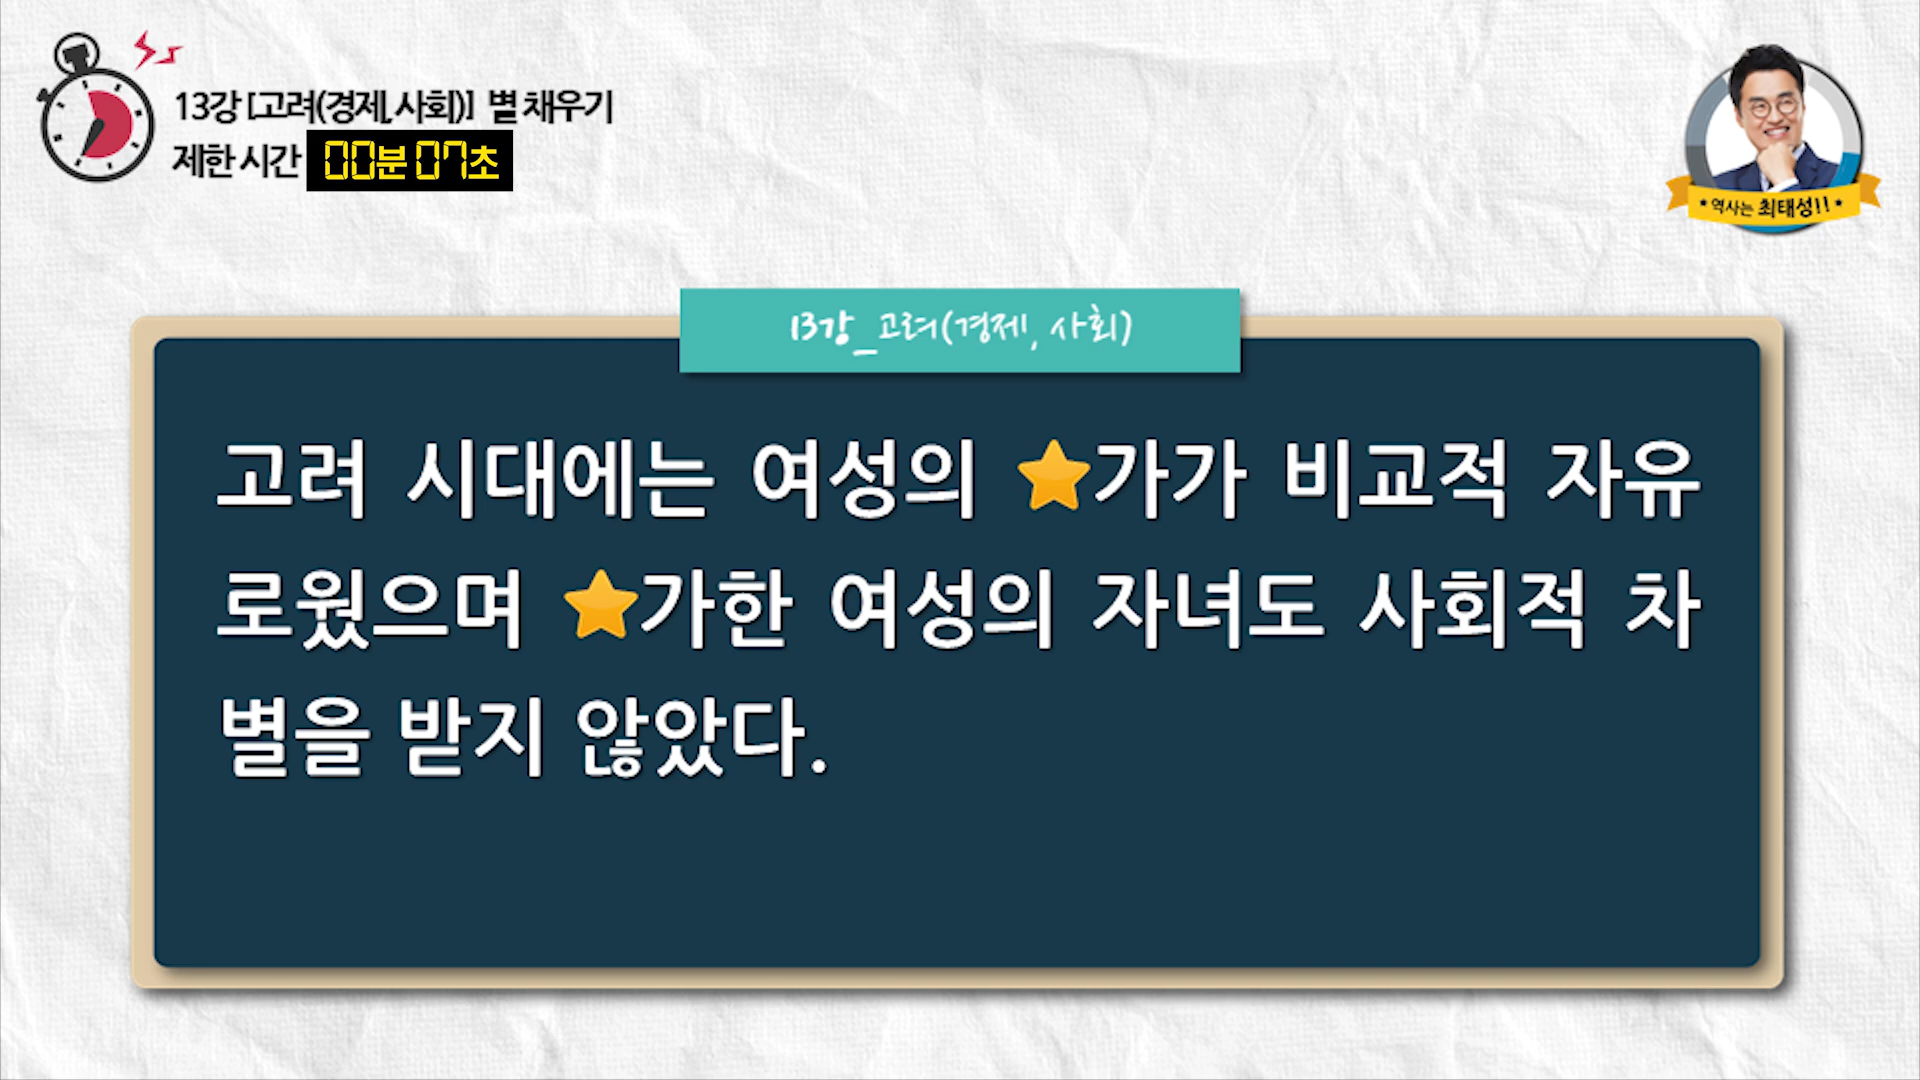 13강 [고려(경제, 사회)] 별 채우기
제한 시간 00분 07초
*역사는 최태성!!*
13강_고려(경제, 사회)
고려 시대에는 여성의 ★가가 비교적 자유
로웠으며 ★가한 여성의 자녀도 사회적 차
별을 받지 않았다.